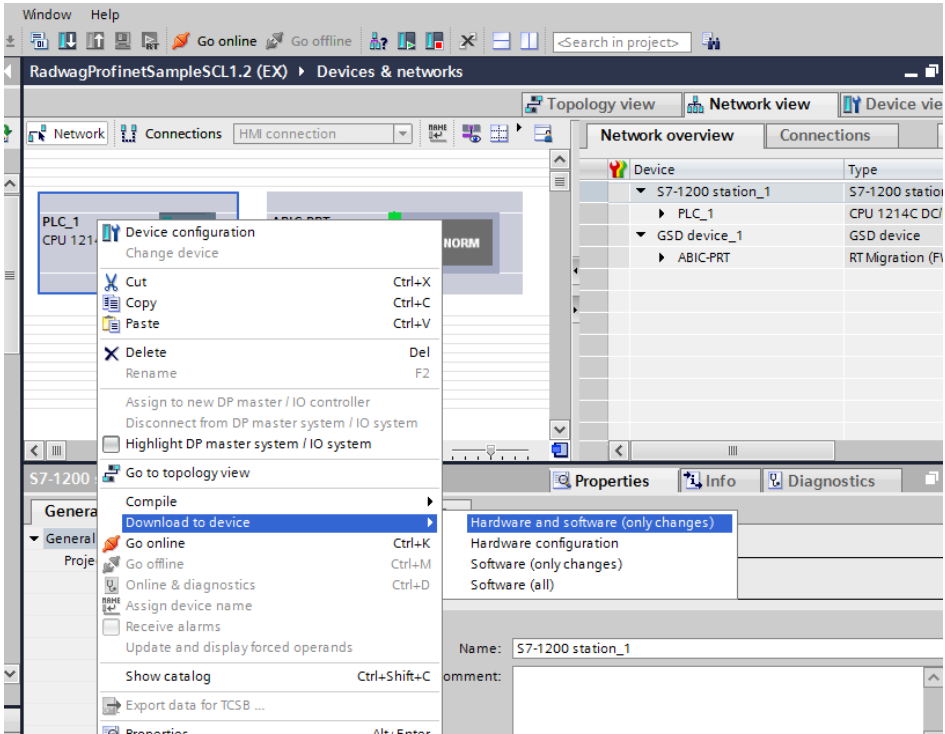 Window Help
Go online Go offline <Search in project>
RadwagProfinetSampleSCL1.2 (EX) Devices & networks
Topology view Network view Device vie
Network Connections HMI connection
Network overview Connections
Device Type
S7-1200 station_1 S7-1200 statio
PLC_1 CPU 1214C DC/
GSD device_1 GSD device
ABIC-PRT RT Migration (F
PLC_1
CPU 121
NORM
Device configuration
Change device
Cut Ctrl+X
Copy Ctrl+C
Paste Ctrl+V
Delete Del
Rename F2
Assign to new DP master / IO controller
Disconnect from DP master system / IO system
Highlight DP master system / IO system
Go to topology view
Compile
Download to device
Go online Ctrl+K
Go offline Ctrl+M
Online & diagnostics Ctrl+D
Assign device name
Receive alarms
Update and display forced operands
Show catalog Ctrl+Shift+C
Export data for TCSB ...
Properties Alt+Enter
Hardware and software (only changes)
Hardware configuration
Software (only changes)
Software (all)
S7-1200
Properties Info Diagnostics
Genera
General
Proje
Name: S7-1200 station_1
omment: